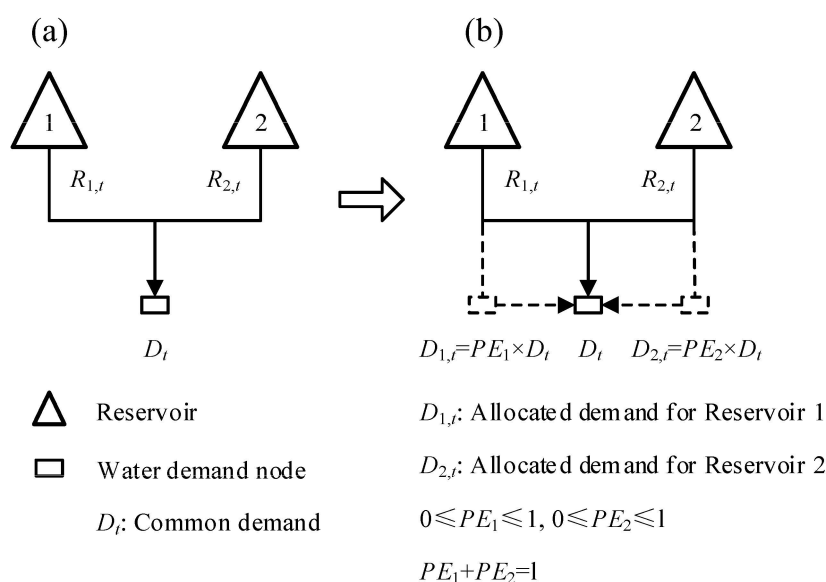 (a)
1
2
R1,t
R2,t
Dt
Reservoir
Water demand node
Dt: Common demand
(b)
1
2
R1,t
R2,t
D1,t=PE1×Dt
Dt
D2,t=PE2×Dt
D1,t: Allocated demand for Reservoir 1
D2,t: Allocated demand for Reservoir 2
0≤PE1≤1, 0≤PE2≤1
PE1+PE2=1